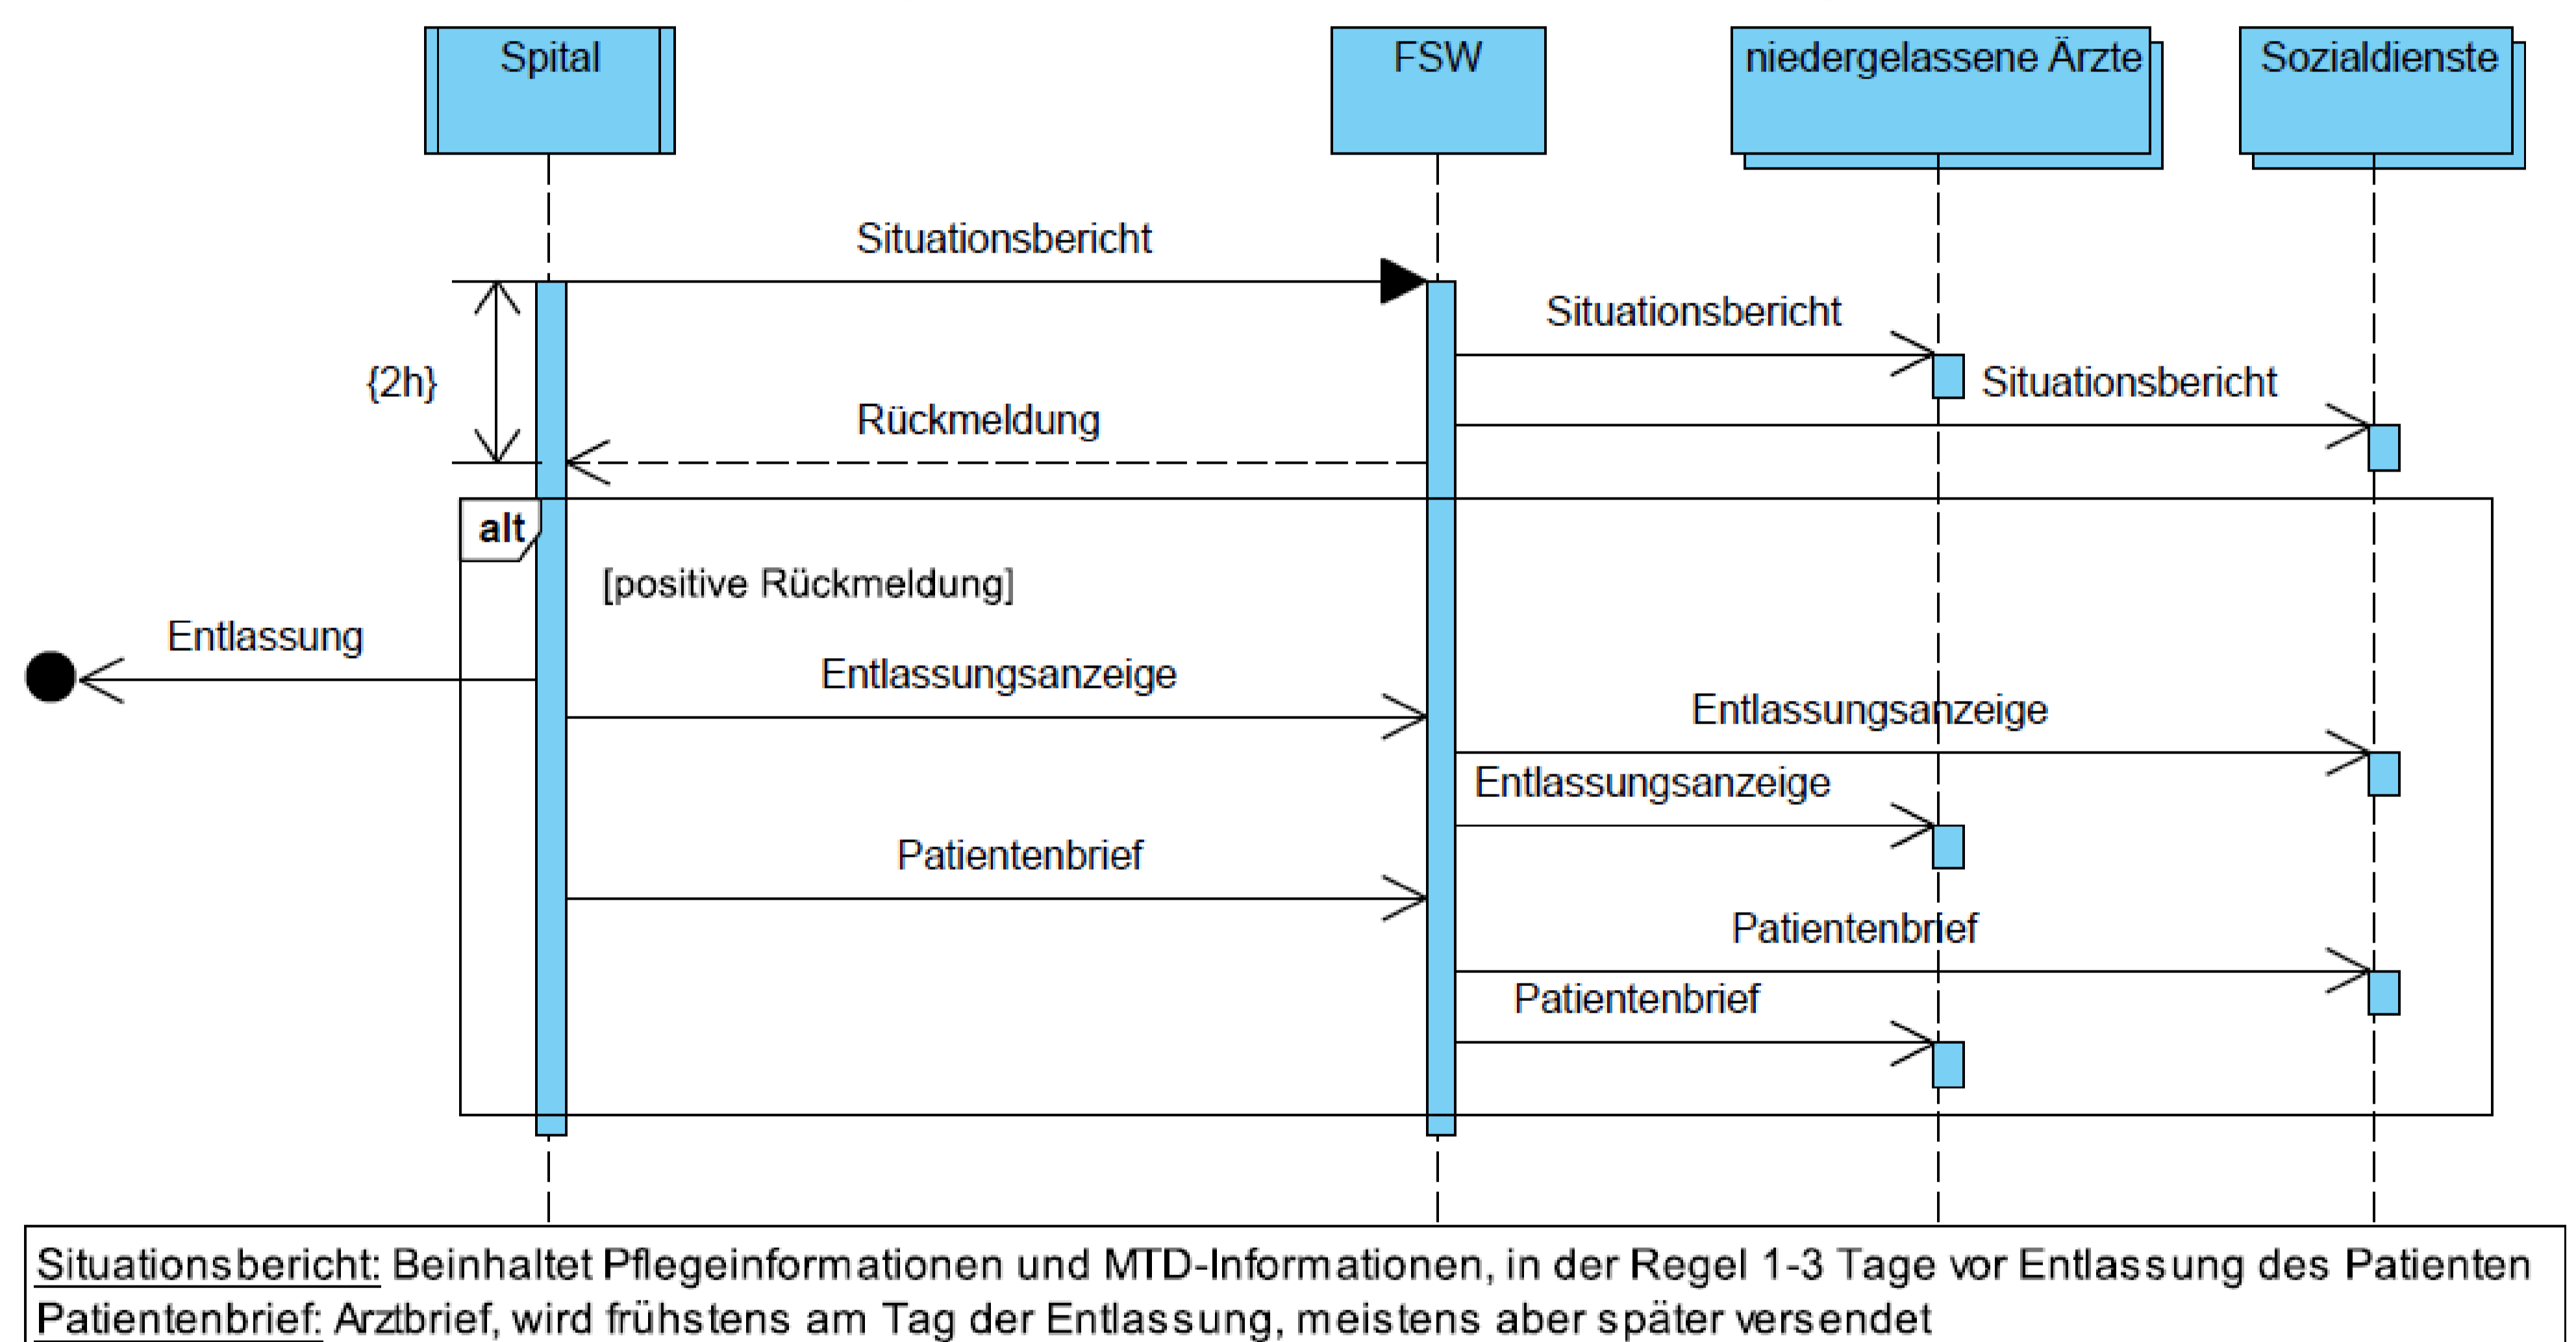 Spital
FSW
niedergelassene Ärzte
Sozialdienste
Situationsbericht
Situationsbericht
{2h}
Situationsbericht
Rückmeldung
alt
[positive Rückmeldung]
Entlassung
Entlassungsanzeige
Entlassungsanzeige
Entlassungsanzeige
Patientenbrief
Patientenbrief
Patientenbrief
Situationsbericht: Beinhaltet Pflegeinformationen und MTD-Informationen, in der Regel 1-3 Tage vor Entlassung des Patienten
Patientenbrief: Arztbrief, wird frühstens am Tag der Entlassung, meistens aber später versendet